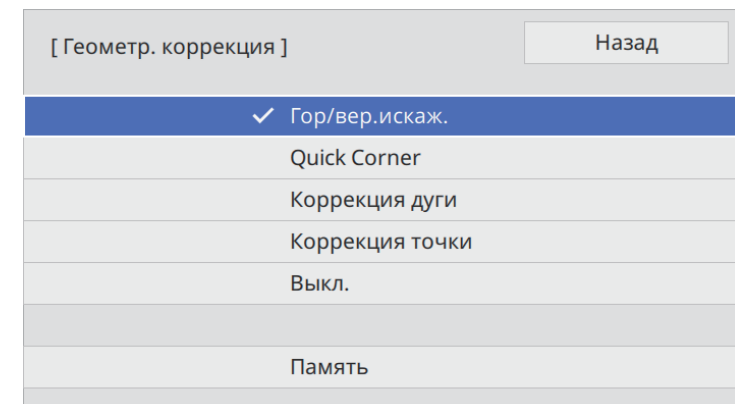 [ Геометр. коррекция ]
Назад
Гор/вер.искаж.
Quick Corner
Коррекция дуги
Коррекция точки
Выкл.
Память